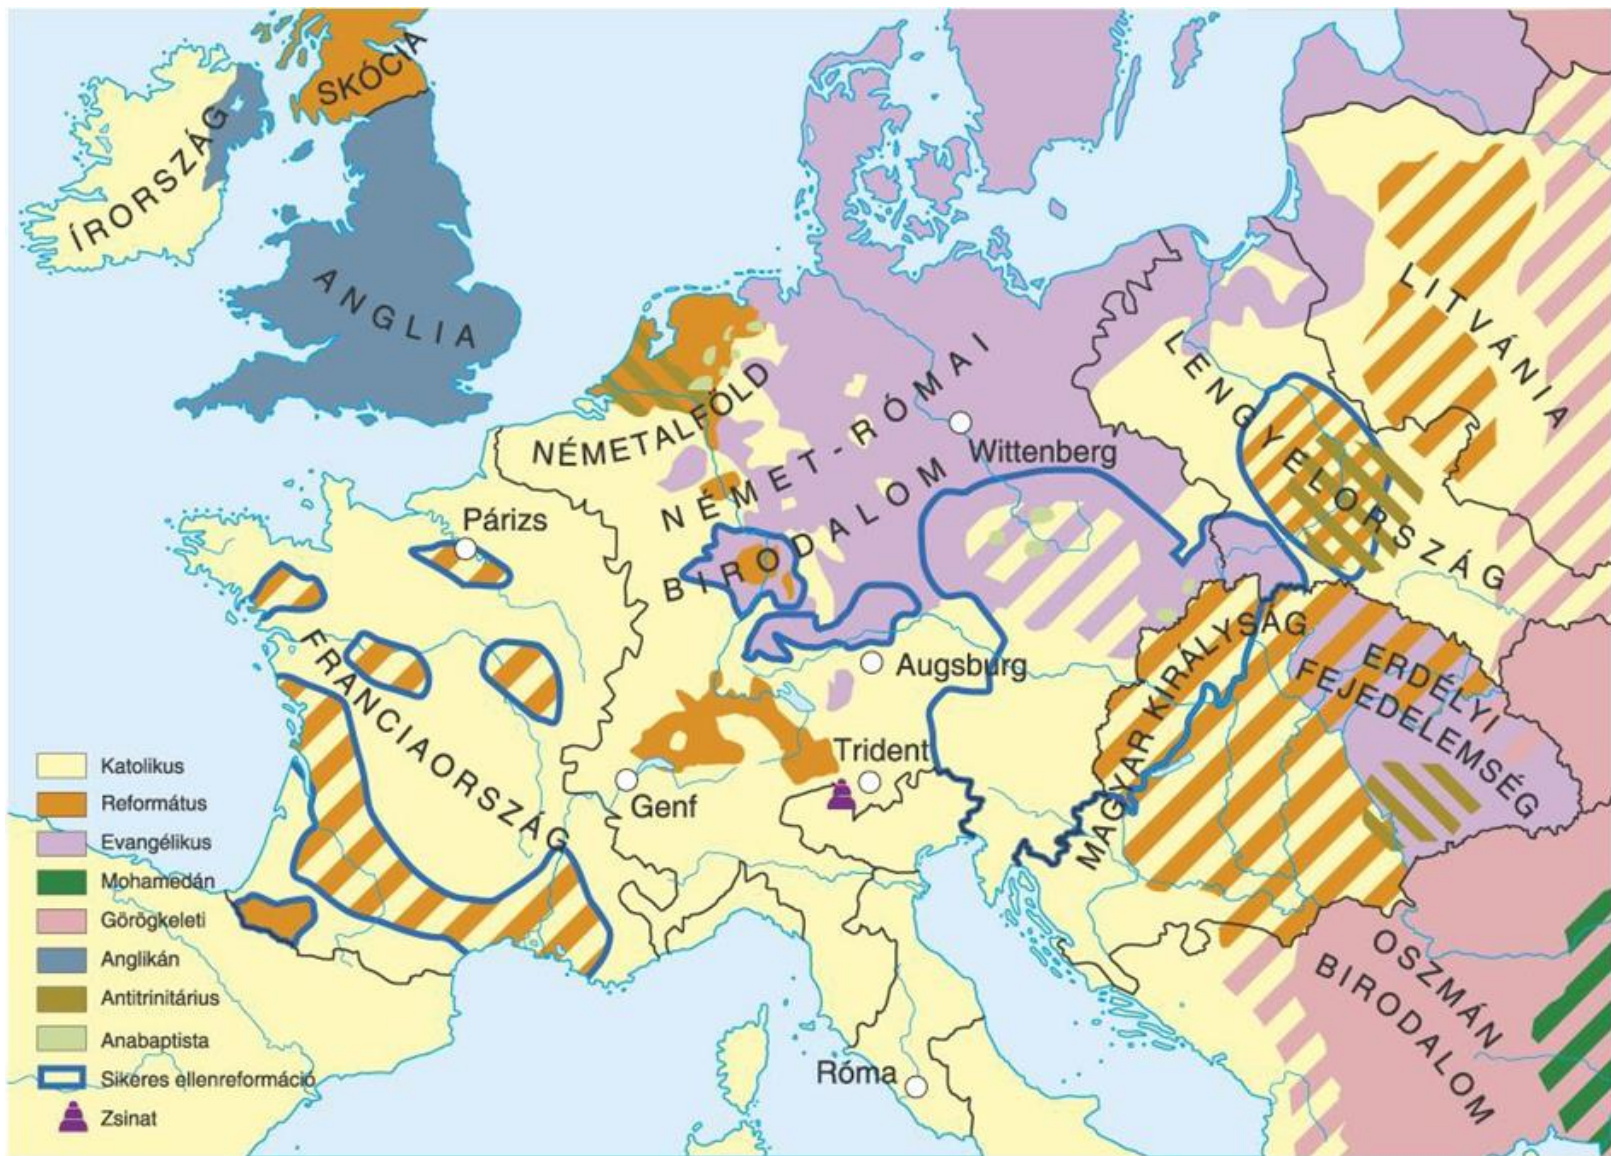 SKÓCIA
ÍRORSZÁG
ANGLIA
LITVÁNIA
LENGYELORSZÁG
NÉMETALFÖLD
NÉMET-RÓMAI
BIRODALOM
Wittenberg
Párizs
Augsburg
FRANCIAORSZÁG
MAGYAR KIRÁLYSÁG
ERDÉLYI
FEJEDELEMSÉG
Trident
Genf
OSZMÁN
BIRODALOM
Róma
Katolikus
Református
Evangélikus
Mohamedán
Görögkeleti
Anglikán
Antitrinitárius
Anabaptista
Sikeres ellenreformáció
Zsinat